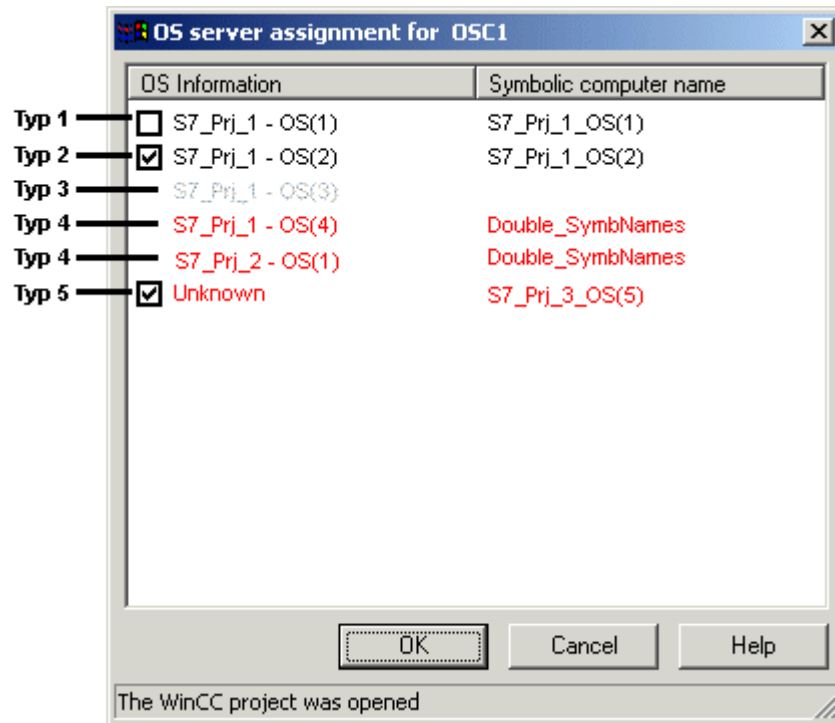 OS server assignment for OSC1
OS Information Symbolic computer name
Typ 1 S7_Prj_1 - OS(1) S7_Prj_1_OS(1)
Typ 2 S7_Prj_1 - OS(2) S7_Prj_1_OS(2)
Typ 3 S7_Prj_1 - OS(3)
Typ 4 S7_Prj_1 - OS(4) Double_SymbNames
Typ 4 S7_Prj_2 - OS(1) Double_SymbNames
Typ 5 Unknown S7_Prj_3_OS(5)
OK Cancel Help
The WinCC project was opened